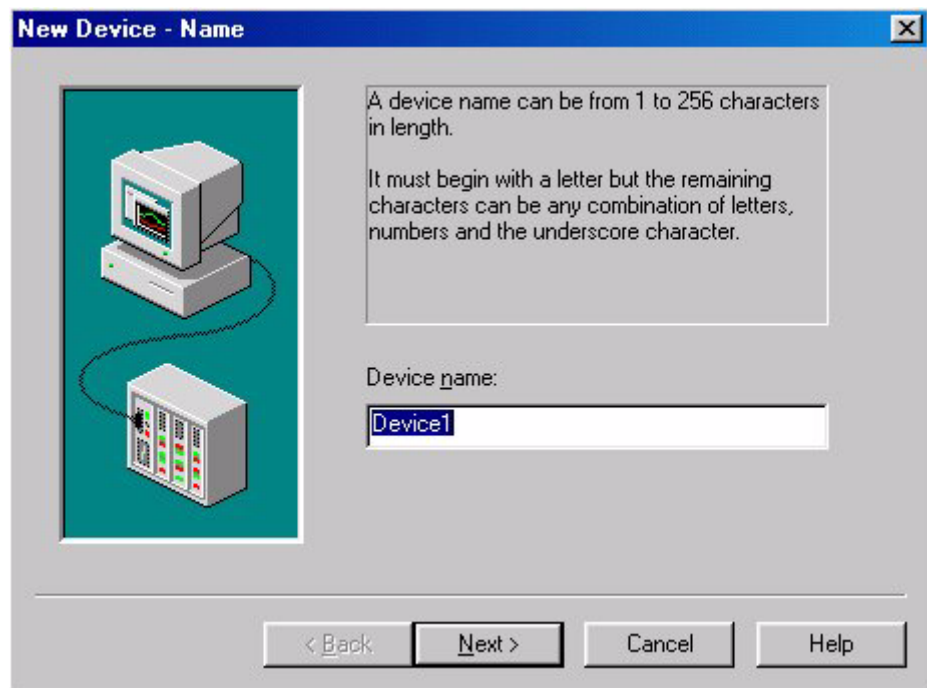 New Device - Name
A device name can be from 1 to 256 characters
in length.
It must begin with a letter but the remaining
characters can be any combination of letters,
numbers and the underscore character.
Device name:
Device1
< Back
Next >
Cancel
Help